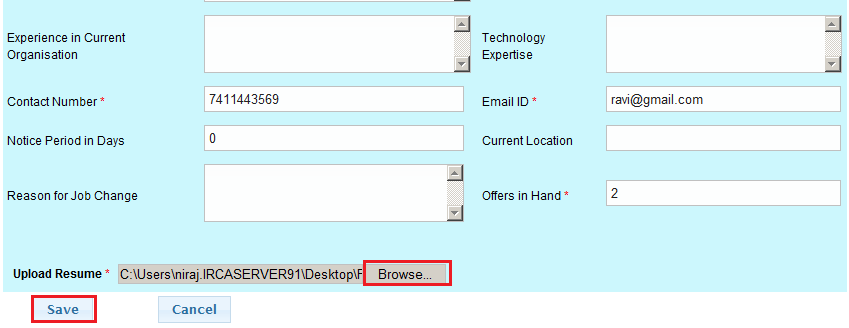 Experience in Current Technology
Organisation Expertise
Contact Number * 7411443569 Email ID * ravi@gmail.com
Notice Period in Days 0 Current Location
Reason for Job Change Offers in Hand * 2
Upload Resume * C:\Users\niraj.IRCASERVER91\Desktop\F Browse...
Save Cancel